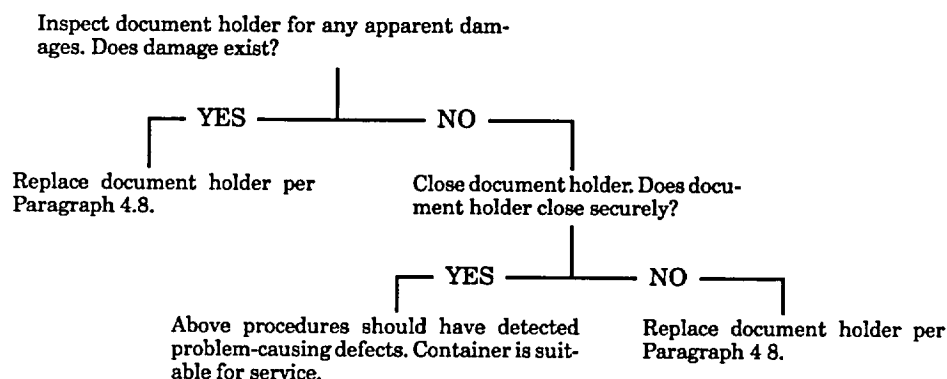 Inspect document holder for any apparent dam-
ages. Does damage exist?
YES
NO
Replace document holder per
Paragraph 4.8.
Close document holder. Does docu-
ment holder close securely?
YES
NO
Above procedures should have detected
problem-causing defects. Container is suit-
able for service.
Replace document holder per
Paragraph 4 8.